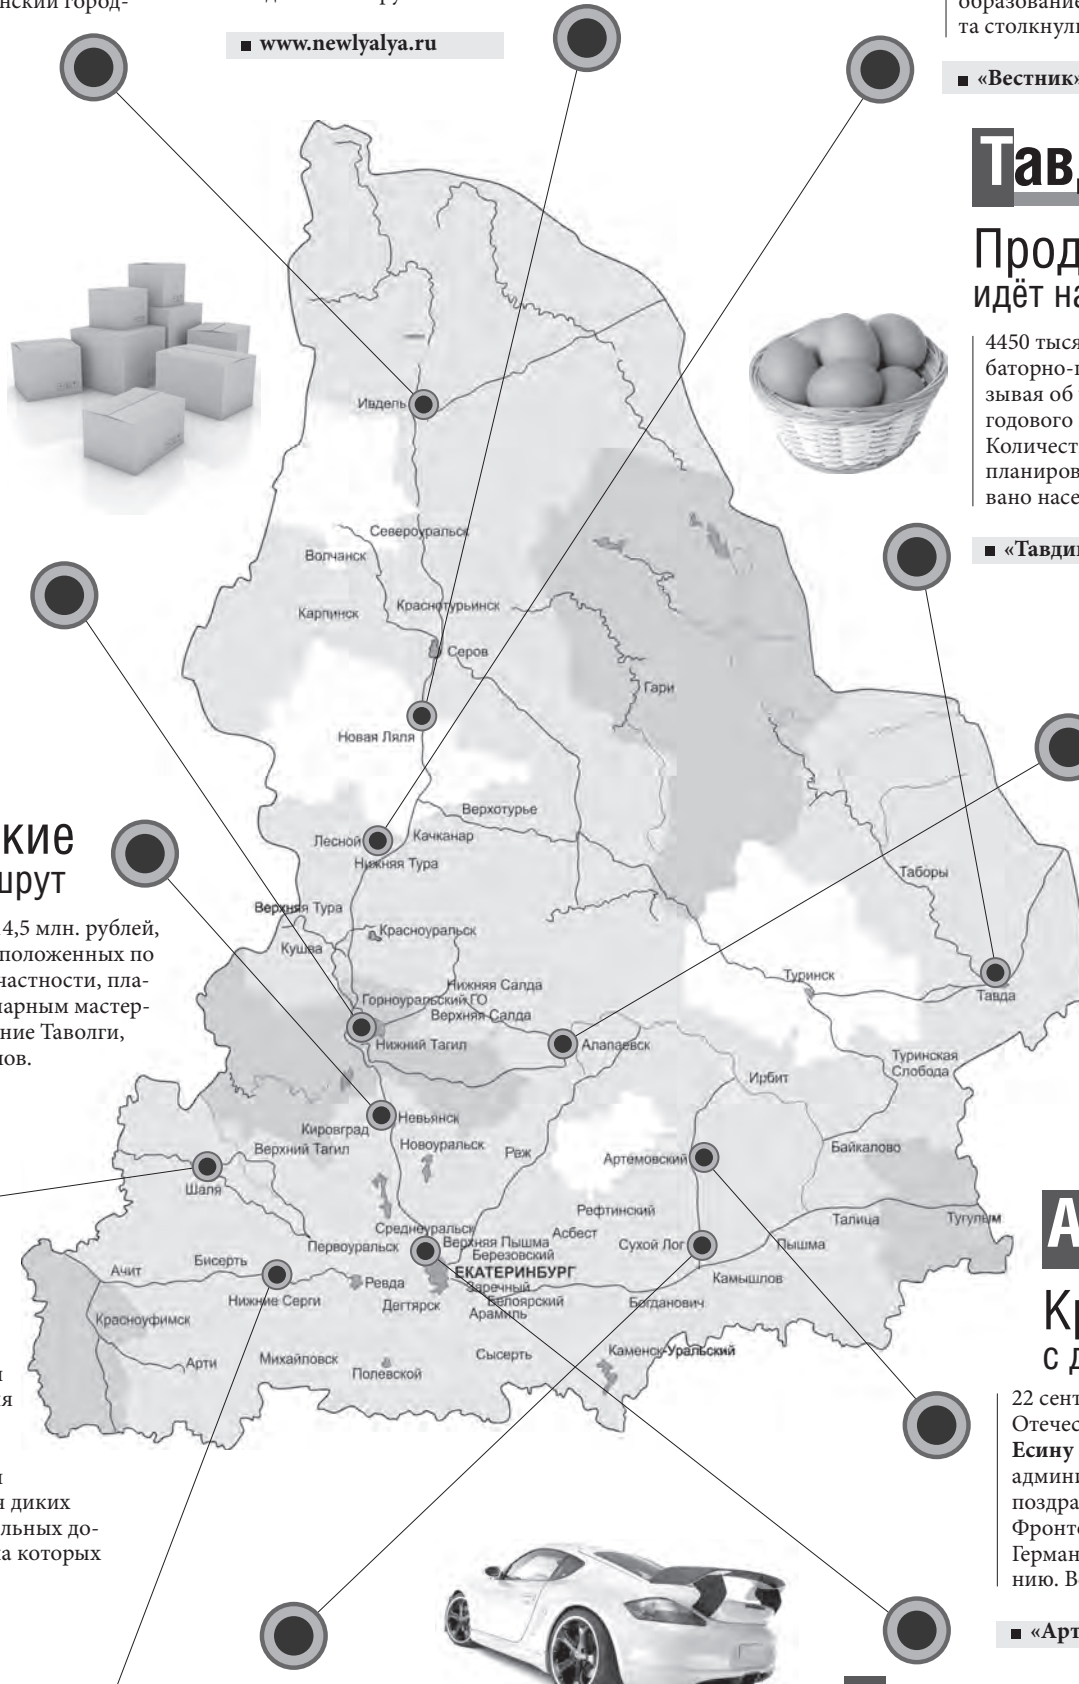 нский город-
www.newlyalya.ru
образование
та столкнул
«Вестник»
Тавд
Прод
идёт на
4450 тыся
баторно-п
зывая об
годового
Количест
планиров
вано насе
«Тавди
кие
шрут
4,5 млн. рублей,
положенных по
частности, пла-
нарным мастер-
ние Таволги,
лов.
Ивдель
Североуральск
Волчанск
Карпинск
Краснотурьинск
Серов
Гари
Новая Ляля
Верхотурье
Лесной
Качканар
Нижняя Тура
Таборы
Верхняя Тура
Красноуральск
Кушва
Туринск
Нижняя Салда
Горноуральский ГО
Верхняя Салда
Тавда
Нижний Тагил
Алапаевск
Туринская
Слобода
Ирбит
Невьянск
Кировград
Верхний Тагил
Новоуральск
Реж
Артемовский
Байкалово
Шаля
Рефтинский
Талица
Тугулым
Среднеуральск
Асбест
Первоуральск
Верхняя Пышма
Сухой Лог
Пышма
Березовский
Бисерть
Ачит
ЕКАТЕРИНБУРГ
Камышлов
Ревда
Заречный
Нижние Серги
Дегтярск
Белоярский
Богданович
Арамиль
Красноуфимск
Михайловск
Сысерть
Каменск-Уральский
Арти
Полевской
А
Кр
с д
22 сент
Отечес
Есину
админи
поздра
Фронто
Герман
нию. В
«Арт
я
и
я диких
льных до-
а которых